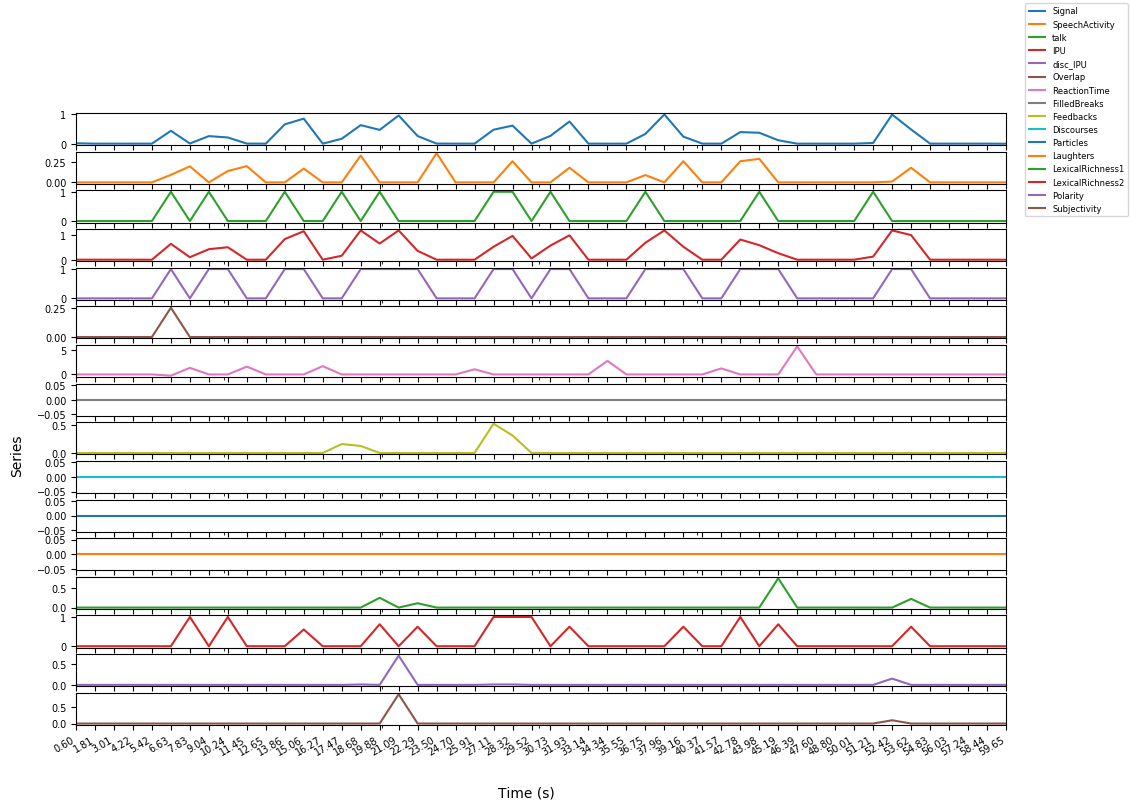 Signal
SpeechActivity
talk
IPU
disc_IPU
Overlap
ReactionTime
FilledBreaks
Feedbacks
Discourses
Particles
Laughters
LexicalRichness1
LexicalRichness2
Polarity
Subjectivity
1
0
0.25
0.00
1
0
1
0
1
0
0.25
0.00
5
0
0.05
0.00
−0.05
0.5
0.0
0.05
0.00
−0.05
0.05
0.00
−0.05
0.05
0.00
−0.05
0.5
0.0
1
0
0.5
0.0
0.5
0.0
Series
0.60 1.81 3.01 4.22 5.42 6.63 7.83 9.04 10.24 11.45 12.65 13.86 15.06 16.27 17.47 18.68 19.88 21.09 22.29 23.50 24.70 25.91 27.11 28.32 29.52 30.73 31.93 33.14 34.34 35.55 36.75 37.96 39.16 40.37 41.57 42.78 43.98 45.19 46.39 47.60 48.80 50.01 51.21 52.42 53.62 54.83 56.03 57.24 58.44 59.65
Time (s)